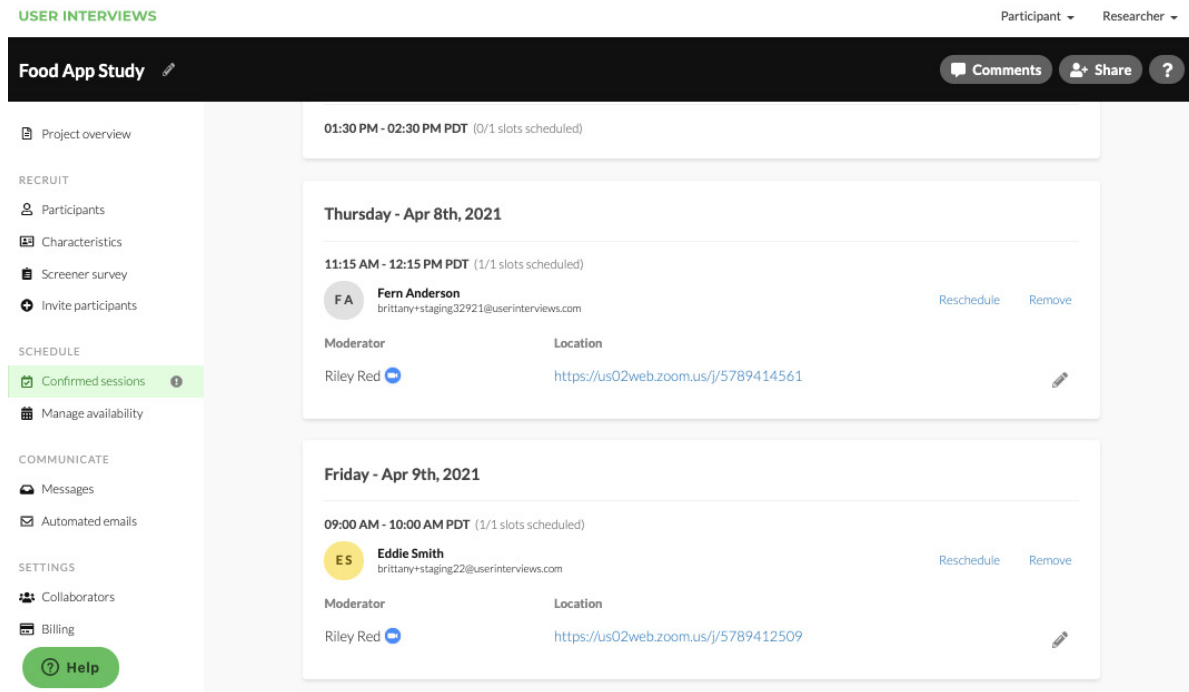 USER INTERVIEWS
Participant
Researcher
Food App Study
Comments
Share
?
Project overview
RECRUIT
Participants
Characteristics
Screener survey
Invite participants
SCHEDULE
Confirmed sessions
Manage availability
COMMUNICATE
Messages
Automated emails
SETTINGS
Collaborators
Billing
Help
01:30 PM - 02:30 PM PDT (0/1 slots scheduled)
Thursday - Apr 8th, 2021
11:15 AM - 12:15 PM PDT (1/1 slots scheduled)
FA
Fern Anderson
brittany+staging32921@userinterviews.com
Reschedule
Remove
Moderator
Location
Riley Red
https://us02web.zoom.us/j/5789414561
Friday - Apr 9th, 2021
09:00 AM - 10:00 AM PDT (1/1 slots scheduled)
ES
Eddie Smith
brittany+staging22@userinterviews.com
Reschedule
Remove
Moderator
Location
Riley Red
https://us02web.zoom.us/j/5789412509